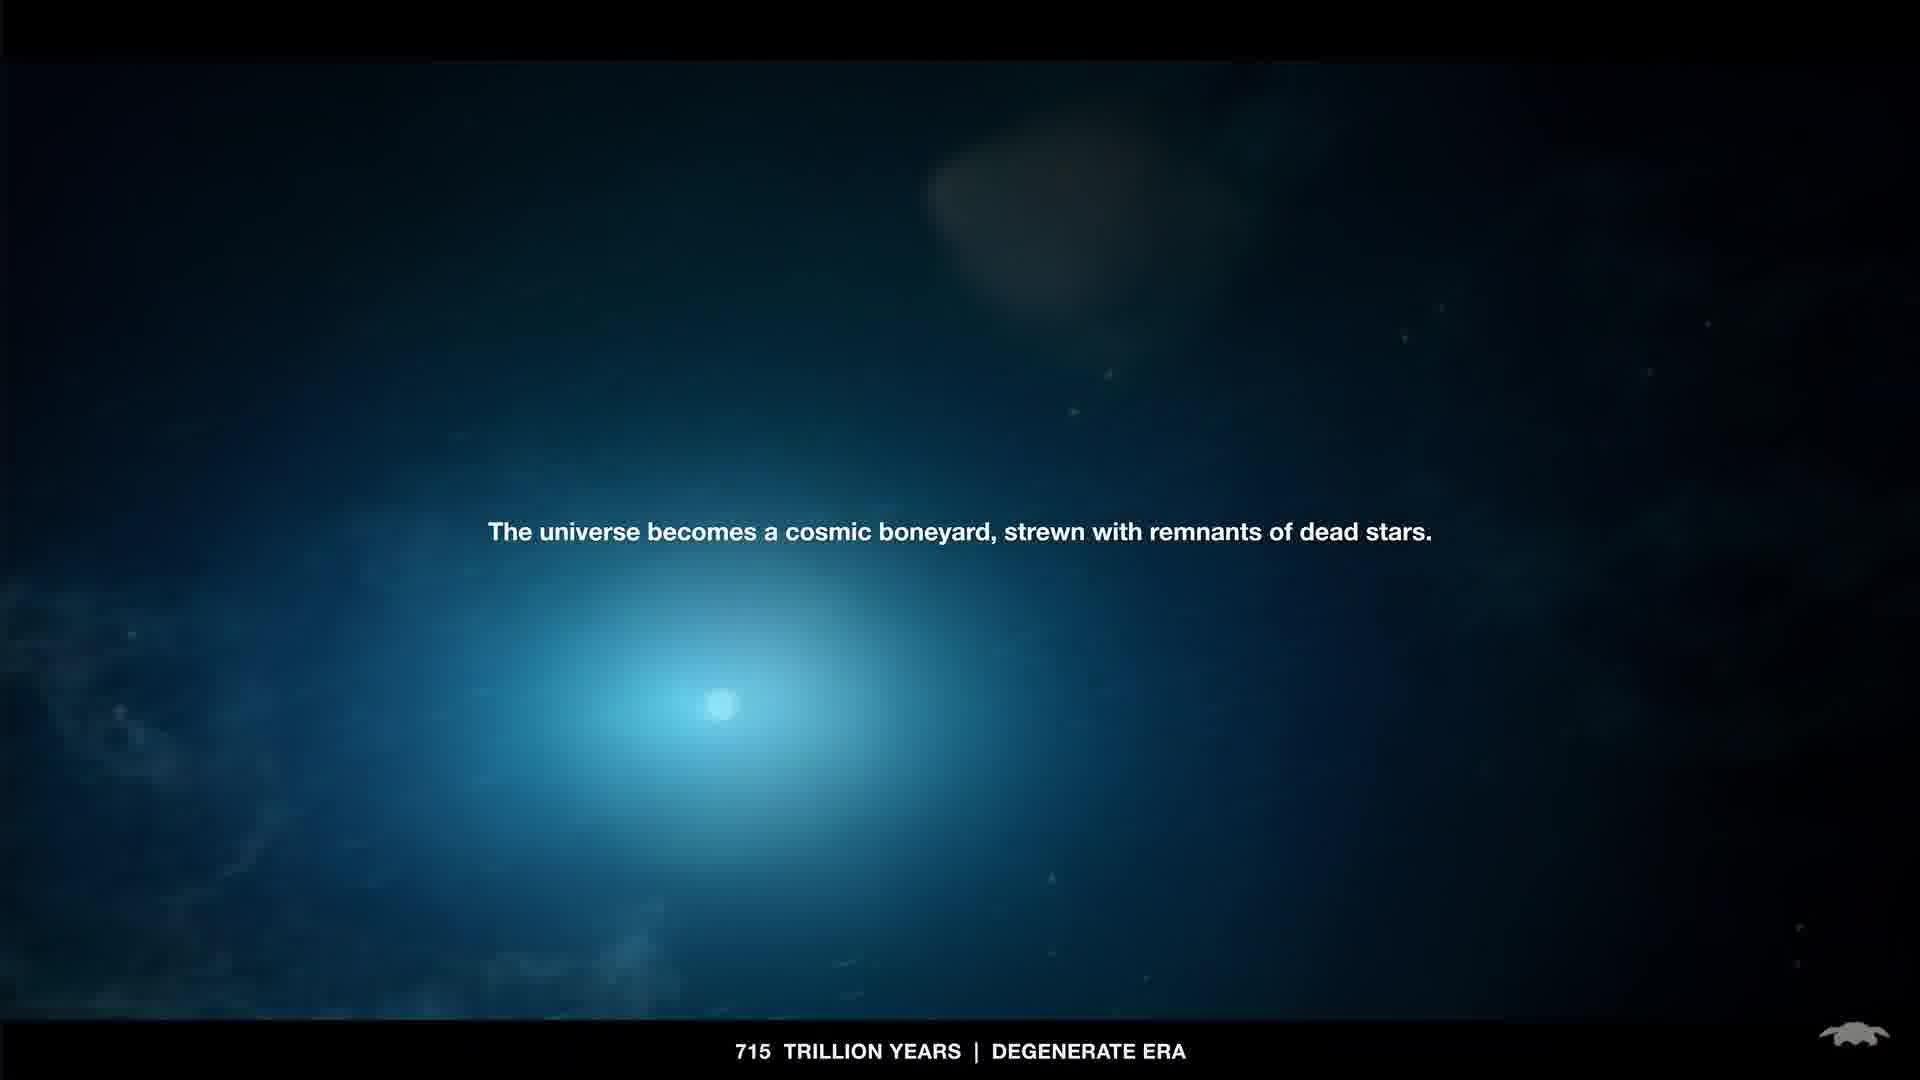 The universe becomes a cosmic boneyard, strewn with remnants of dead stars.
715 TRILLION YEARS | DEGENERATE ERA